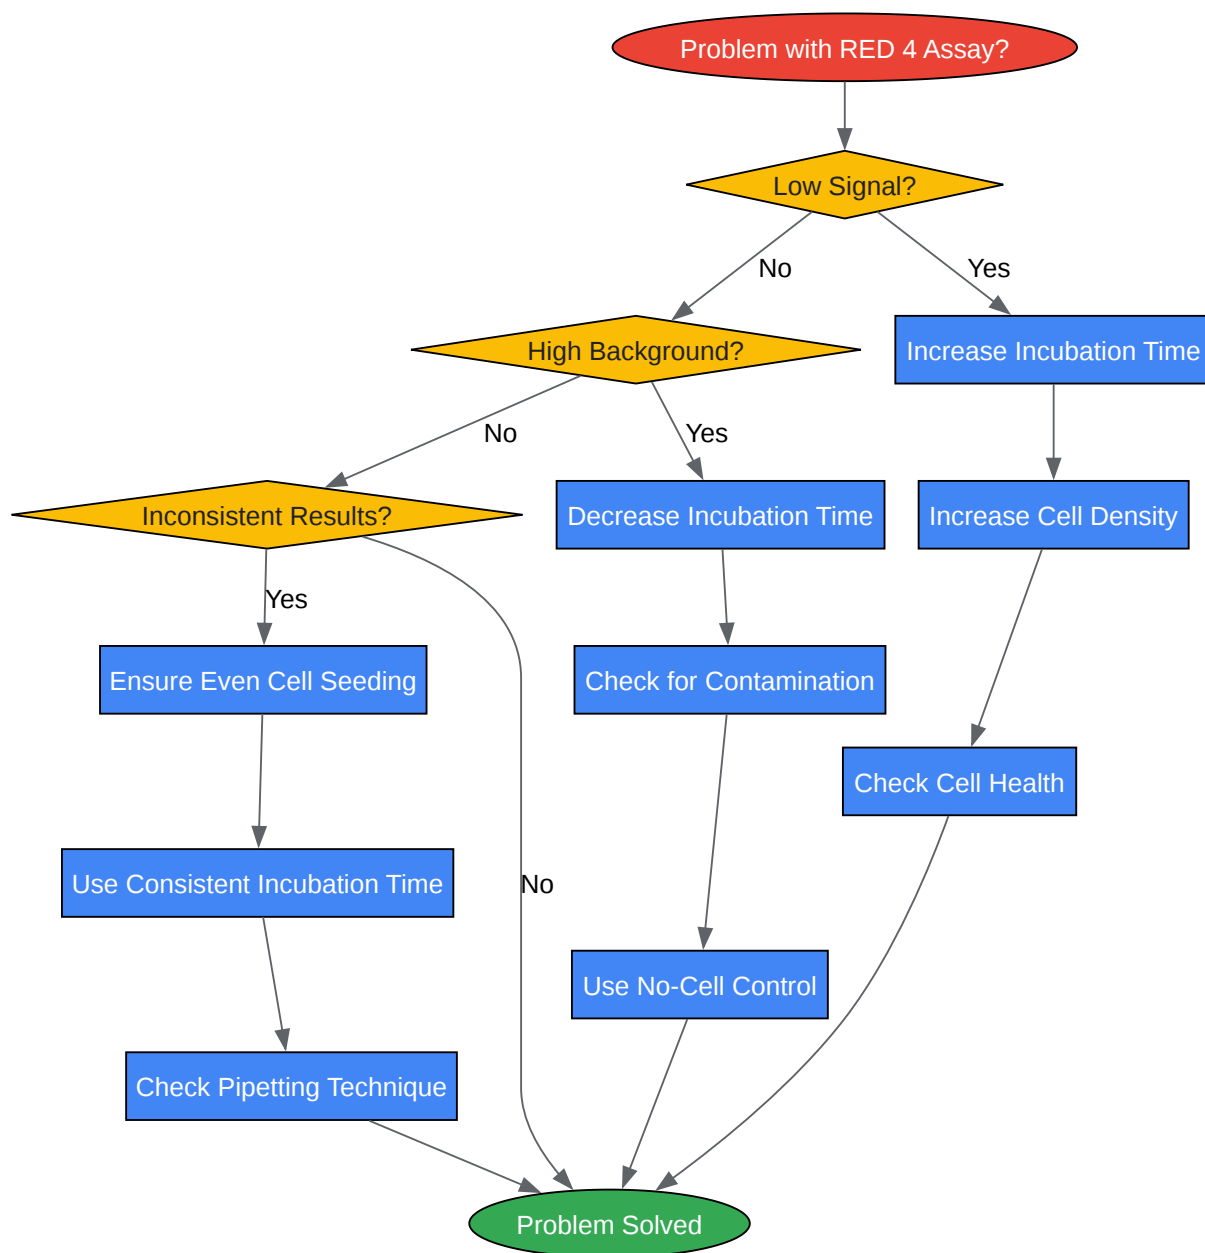 Problem with RED 4 Assay?
Low Signal?
No
Yes
High Background?
Increase Incubation Time
No
Yes
Inconsistent Results?
Decrease Incubation Time
Increase Cell Density
Yes
Ensure Even Cell Seeding
Check for Contamination
Check Cell Health
Use Consistent Incubation Time
No
Use No-Cell Control
Check Pipetting Technique
Problem Solved